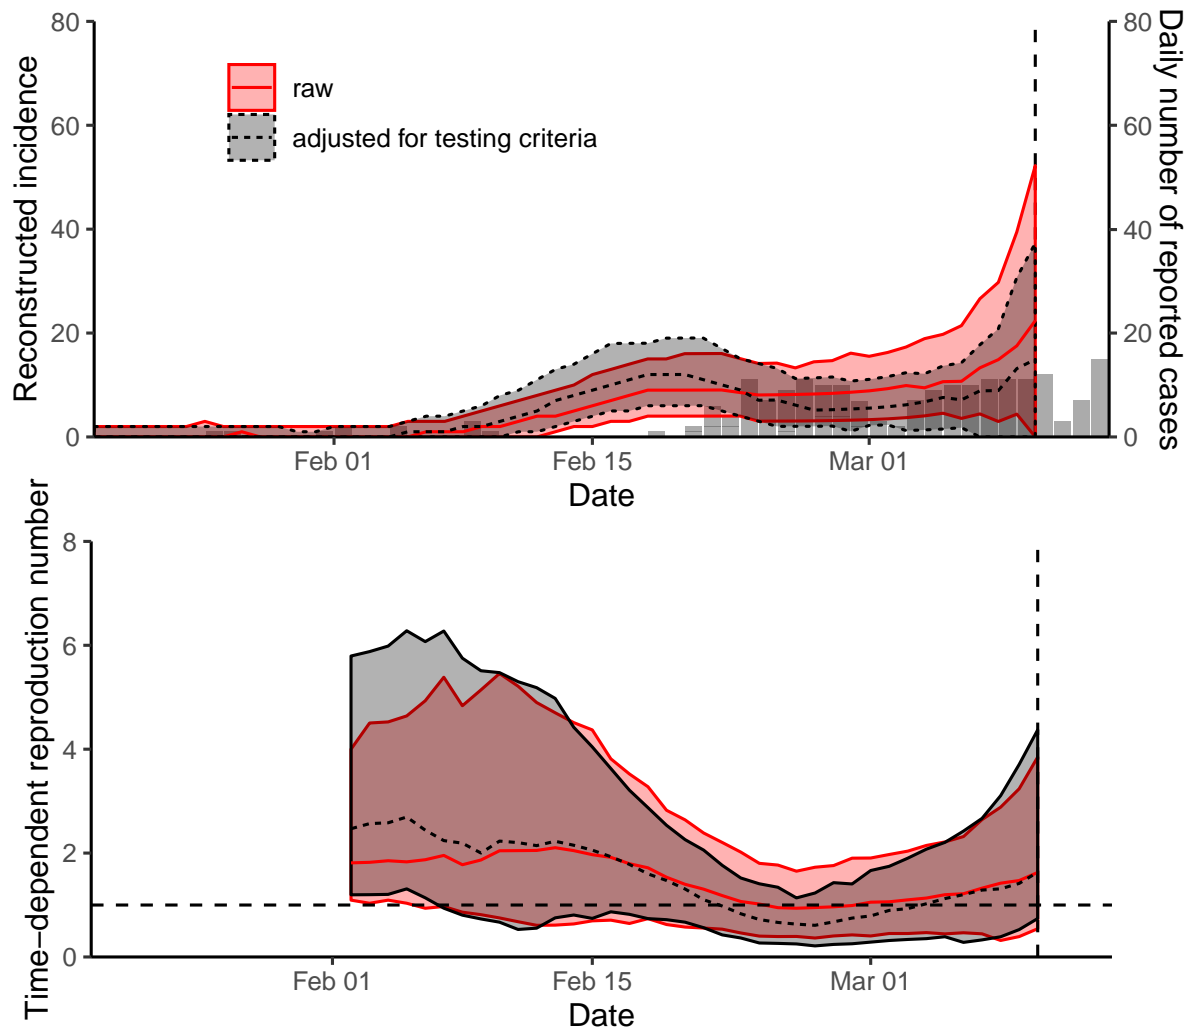 Reconstructed incidence
80
60
40
20
0
raw
adjusted for testing criteria
80
60
40
20
0
Daily number of reported cases
Feb 01
Feb 15
Mar 01
Date
Time−dependent reproduction number
8
6
4
2
0
Feb 01
Feb 15
Mar 01
Date